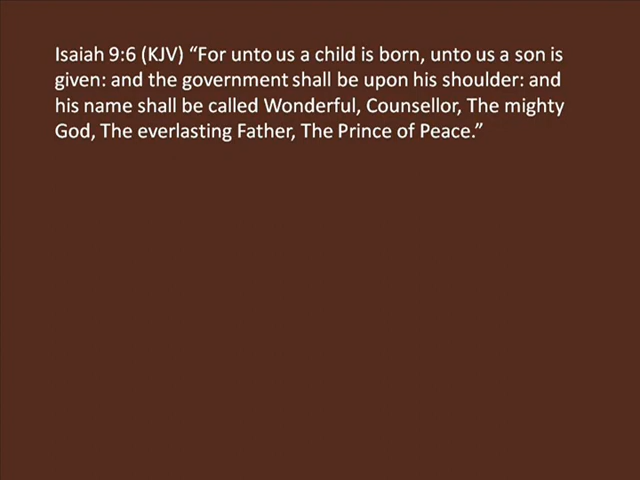 Isaiah 9:6 (KJV) “For unto us a child is born, unto us a son is
given: and the government shall be upon his shoulder: and
his name shall be called Wonderful, Counsellor, The mighty
God, The everlasting Father, The Prince of Peace.”